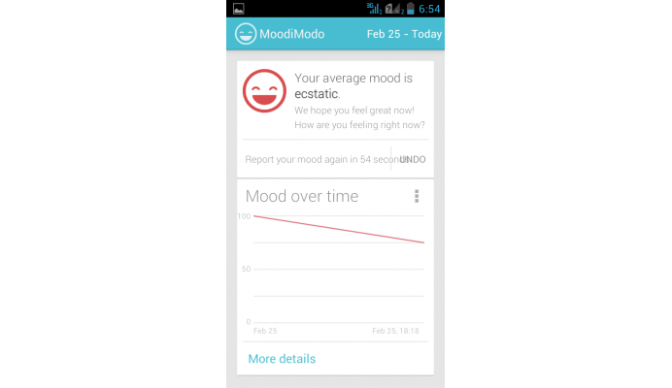 3G 6:54
MoodiModo Feb 25 - Today
Your average mood is
ecstatic.
We hope you feel great now!
How are you feeling right now?
Report your mood again in 54 seconds UNDO
Mood over time
100
50
0
Feb 25 Feb 25, 18:18
More details